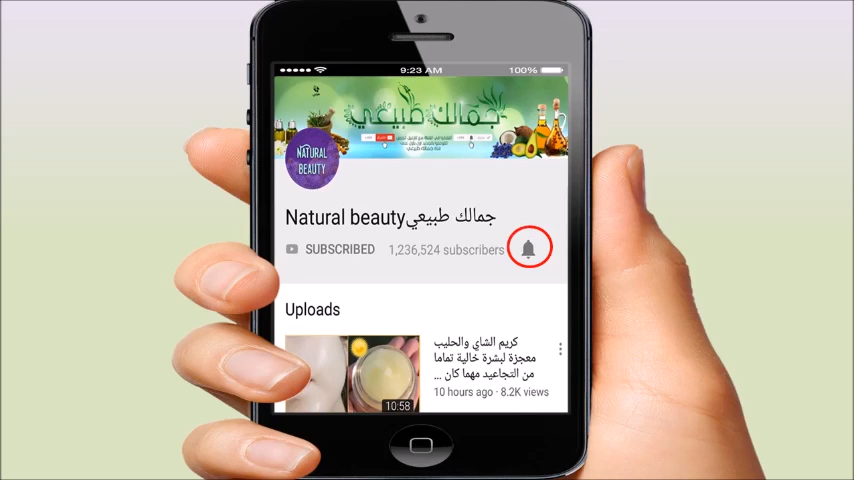 9:23 AM
100%
جمالك طبيعي
NATURAL
BEAUTY
Natural beautyجمالك طبيعي
SUBSCRIBED
1,236,524 subscribers
Uploads
كريم الشاي والحليب
معجزة لبشرة خالية تماما
من التجاعيد مهما كان ...
10 hours ago · 8.2K views
10:58